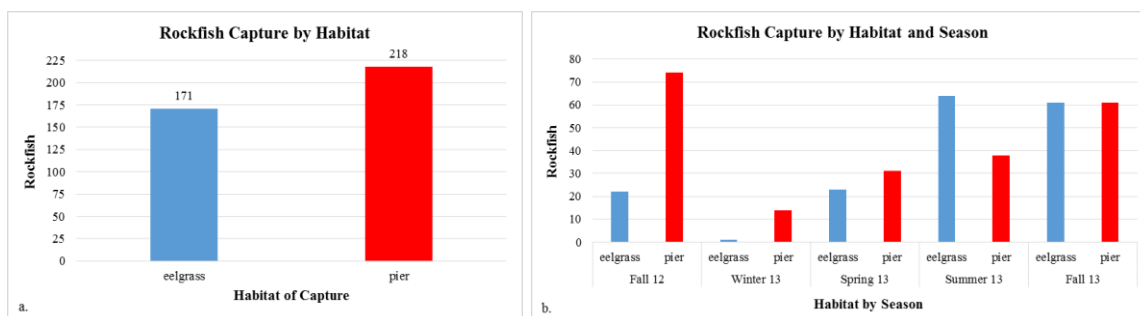 Rockfish Capture by Habitat
225
200
175
150
125
100
75
50
25
0
Rockfish
171
218
eelgrass
pier
Habitat of Capture
a.
Rockfish Capture by Habitat and Season
80
70
60
50
40
30
20
10
0
Rockfish
eelgrass pier eelgrass pier eelgrass pier eelgrass pier eelgrass pier
Fall 12 Winter 13 Spring 13 Summer 13 Fall 13
Habitat by Season
b.